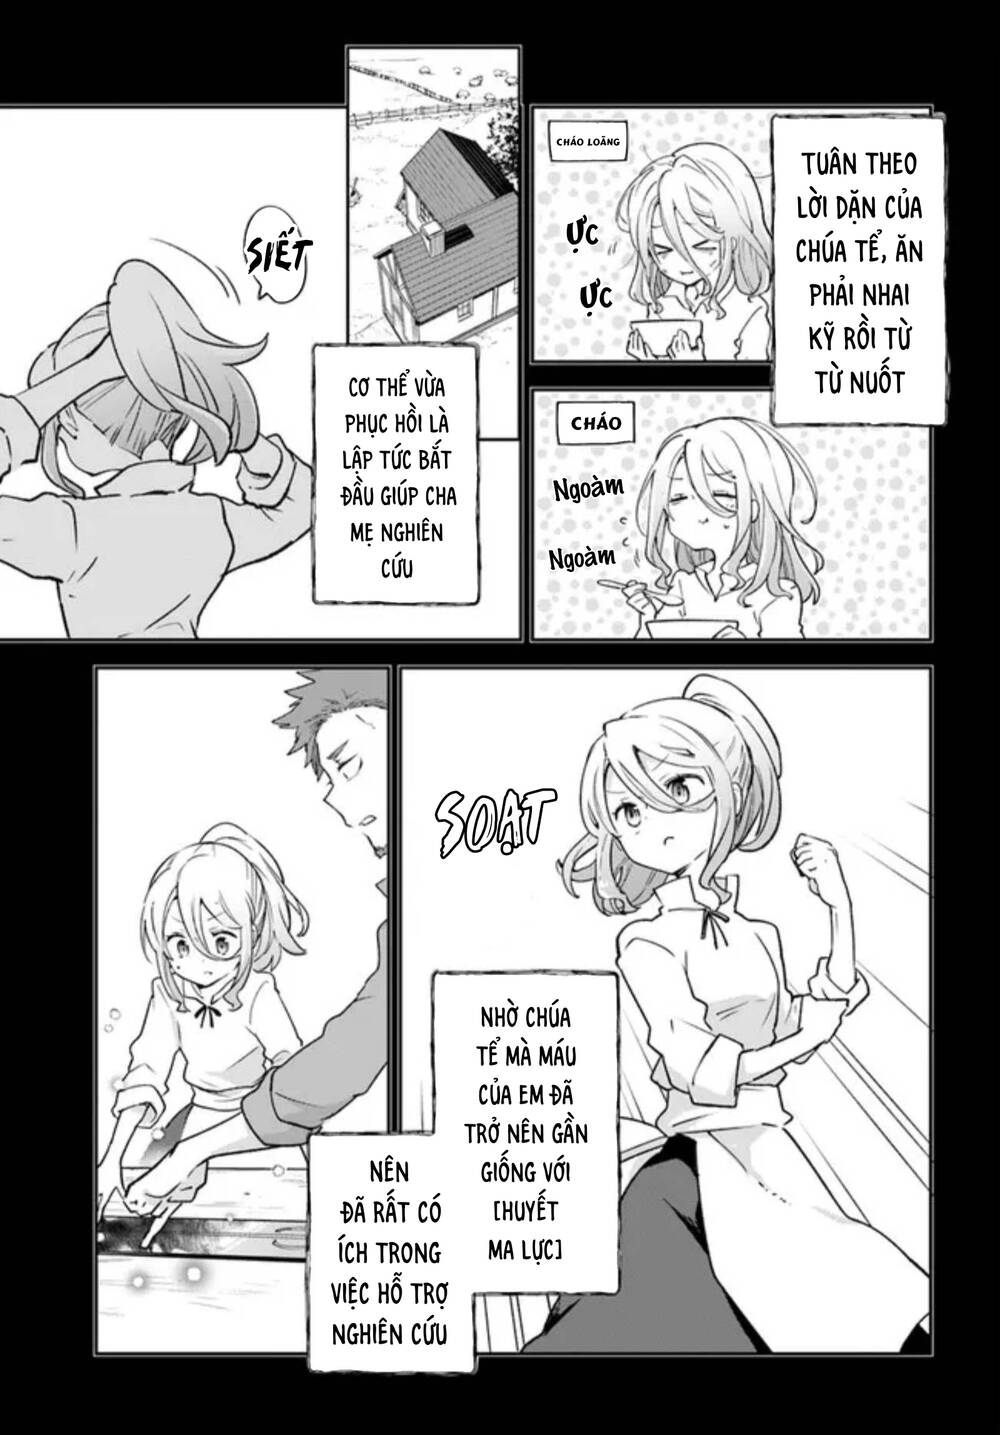 TUÂN THEO
LỜI DẶN CỦA
CHÚA TỂ, ĂN
PHẢI NHAI
KỸ RỒI TỪ
TỪ NUỐT
CHÁO LOÃNG
ỰC
ỰC
CHÁO
Ngoàm
Ngoàm
SIẾT
CƠ THỂ VỪA
PHỤC HỒI LÀ
LẬP TỨC BẮT
ĐẦU GIÚP CHA
MẸ NGHIÊN
CỨU
SOẠT
NHỜ CHÚA
TỂ MÀ MÁU
CỦA EM ĐÃ
TRỞ NÊN GẦN
GIỐNG VỚI
[HUYẾT
MA LỰC]
NÊN
ĐÃ RẤT CÓ
ÍCH TRONG
VIỆC HỖ TRỢ
NGHIÊN CỨU